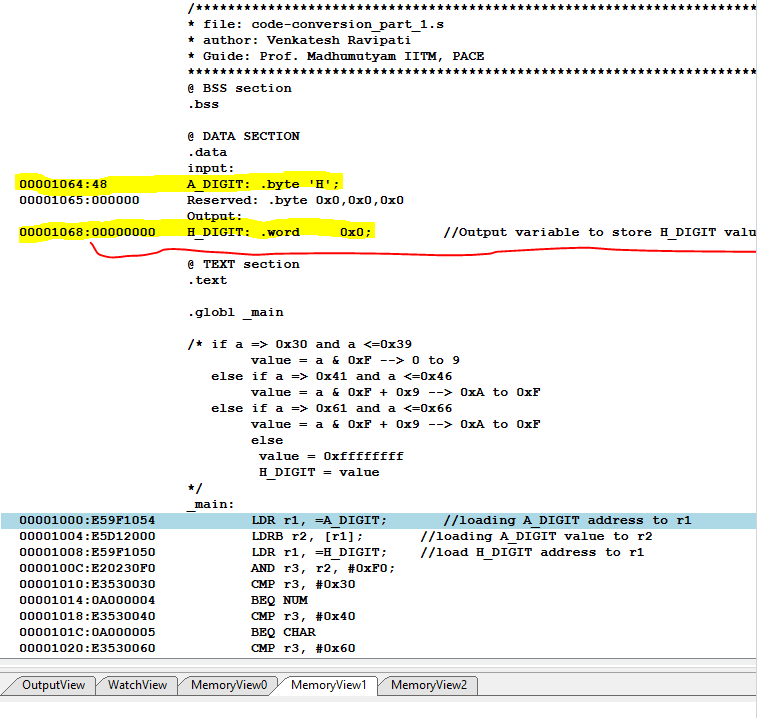 /***********************************************************************
* file: code-conversion_part_1.s
* author: Venkatesh Ravipati
* Guide: Prof. Madhumutyam IITM, PACE
***********************************************************************
@ BSS section
.bss
@ DATA SECTION
.data
input:
00001064:48 A_DIGIT: .byte 'H';
00001065:000000 Reserved: .byte 0x0,0x0,0x0
Output:
00001068:00000000 H_DIGIT: .word 0x0; //Output variable to store H_DIGIT valu
@ TEXT section
.text
.globl _main
/* if a => 0x30 and a <=0x39
value = a & 0xF --> 0 to 9
else if a => 0x41 and a <=0x46
value = a & 0xF + 0x9 --> 0xA to 0xF
else if a => 0x61 and a <=0x66
value = a & 0xF + 0x9 --> 0xA to 0xF
else
value = 0xffffffff
H_DIGIT = value
*/
_main:
00001000:E59F1054 LDR r1, =A_DIGIT; //loading A_DIGIT address to r1
00001004:E5D12000 LDRB r2, [r1]; //loading A_DIGIT value to r2
00001008:E59F1050 LDR r1, =H_DIGIT; //load H_DIGIT address to r1
0000100C:E20230F0 AND r3, r2, #0xF0;
00001010:E3530030 CMP r3, #0x30
00001014:0A000004 BEQ NUM
00001018:E3530040 CMP r3, #0x40
0000101C:0A000005 BEQ CHAR
00001020:E3530060 CMP r3, #0x60
OutputView WatchView MemoryView0 MemoryView1 MemoryView2